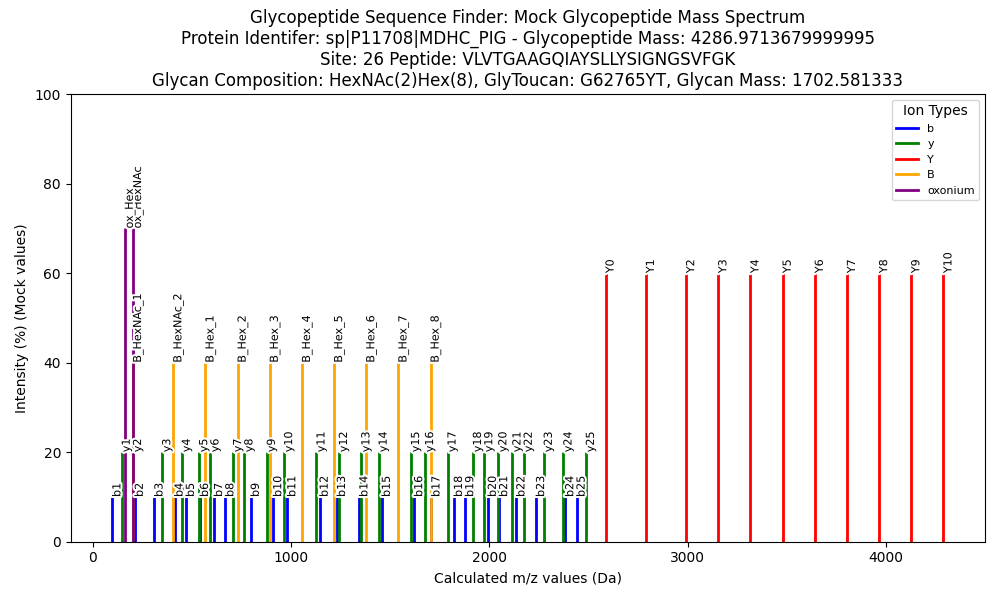 Glycopeptide Sequence Finder: Mock Glycopeptide Mass Spectrum
Protein Identifer: sp|P11708|MDHC_PIG - Glycopeptide Mass: 4286.9713679999995
Site: 26 Peptide: VLVTGAAGQIAYSLLYSIGNGSVFGK
Glycan Composition: HexNAc(2)Hex(8), GlyToucan: G62765YT, Glycan Mass: 1702.581333
Ion Types
b
y
Y
B
oxonium
Intensity (%) (Mock values)
100
80
60
40
20
0
ox_Hex
ox_HexNAc
B_HexNAc_1
B_HexNAc_2
B_Hex_1
B_Hex_2
B_Hex_3
B_Hex_4
B_Hex_5
B_Hex_6
B_Hex_7
B_Hex_8
Y0
Y1
Y2
Y3
Y4
Y5
Y6
Y7
Y8
Y9
Y10
y1
y2
y3
y4
y5
y6
y7
y8
y9
y10
y11
y12
y13
y14
y15
y16
y17
y18
y19
y20
y21
y22
y23
y24
y25
b1
b2
b3
b4
b5
b6
b7
b8
b9
b10
b11
b12
b13
b14
b15
b16
b17
b18
b19
b20
b21
b22
b23
b24
b25
0
1000
2000
3000
4000
Calculated m/z values (Da)